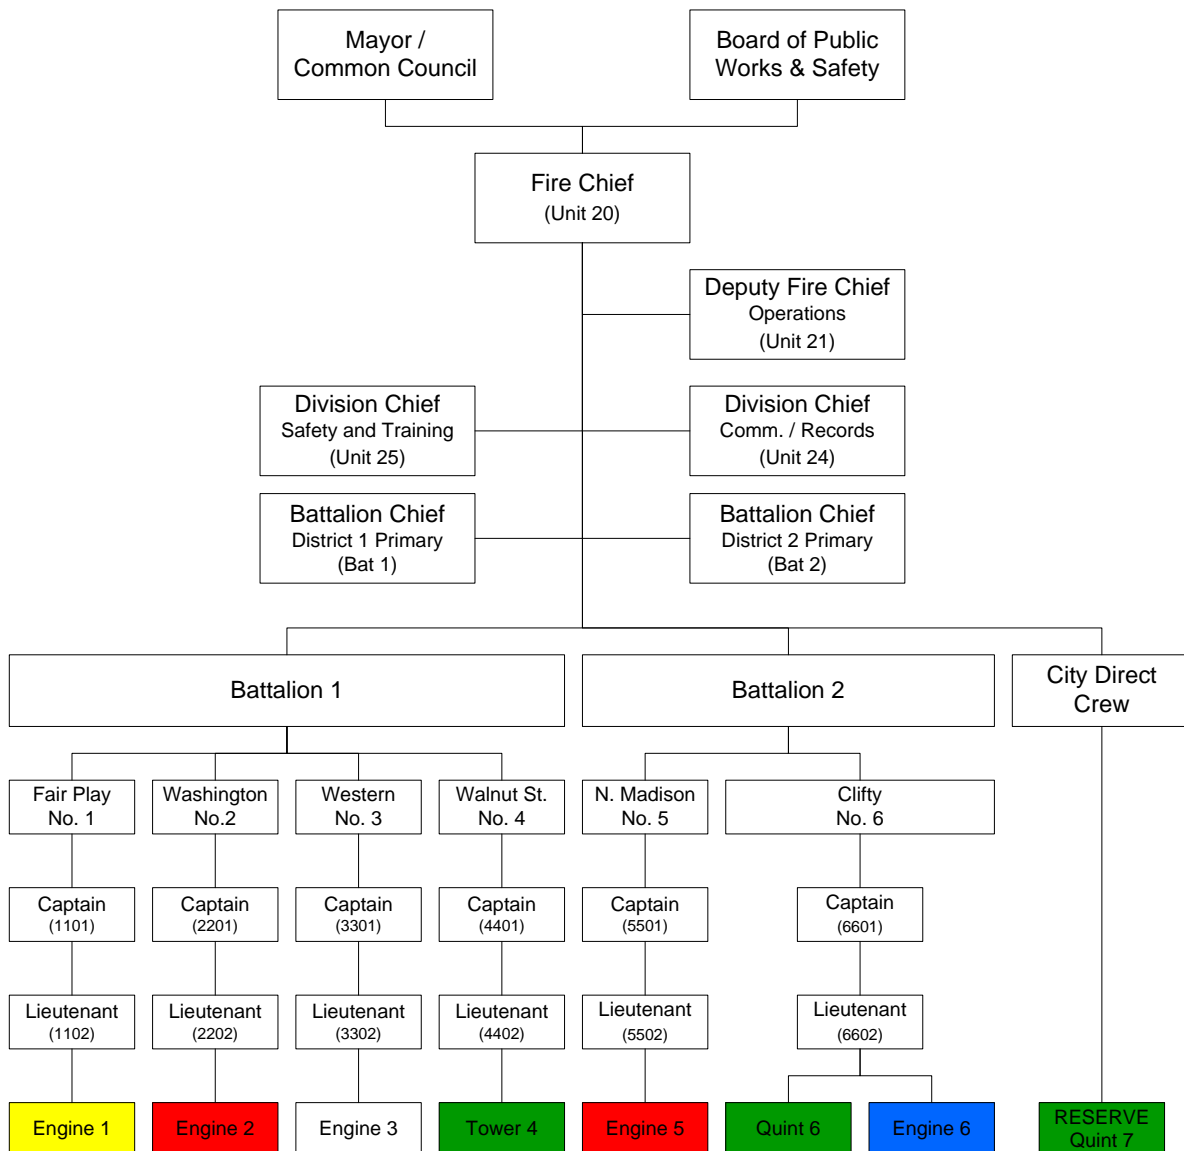 Mayor /
Common Council
Board of Public
Works & Safety
Fire Chief
(Unit 20)
Deputy Fire Chief
Operations
(Unit 21)
Division Chief
Safety and Training
(Unit 25)
Division Chief
Comm. / Records
(Unit 24)
Battalion Chief
District 1 Primary
(Bat 1)
Battalion Chief
District 2 Primary
(Bat 2)
Battalion 1
Battalion 2
City Direct
Crew
Fair Play
No. 1
Washington
No.2
Western
No. 3
Walnut St.
No. 4
N. Madison
No. 5
Clifty
No. 6
Captain
(1101)
Captain
(2201)
Captain
(3301)
Captain
(4401)
Captain
(5501)
Captain
(6601)
Lieutenant
(1102)
Lieutenant
(2202)
Lieutenant
(3302)
Lieutenant
(4402)
Lieutenant
(5502)
Lieutenant
(6602)
Engine 1
Engine 2
Engine 3
Tower 4
Engine 5
Quint 6
Engine 6
RESERVE
Quint 7